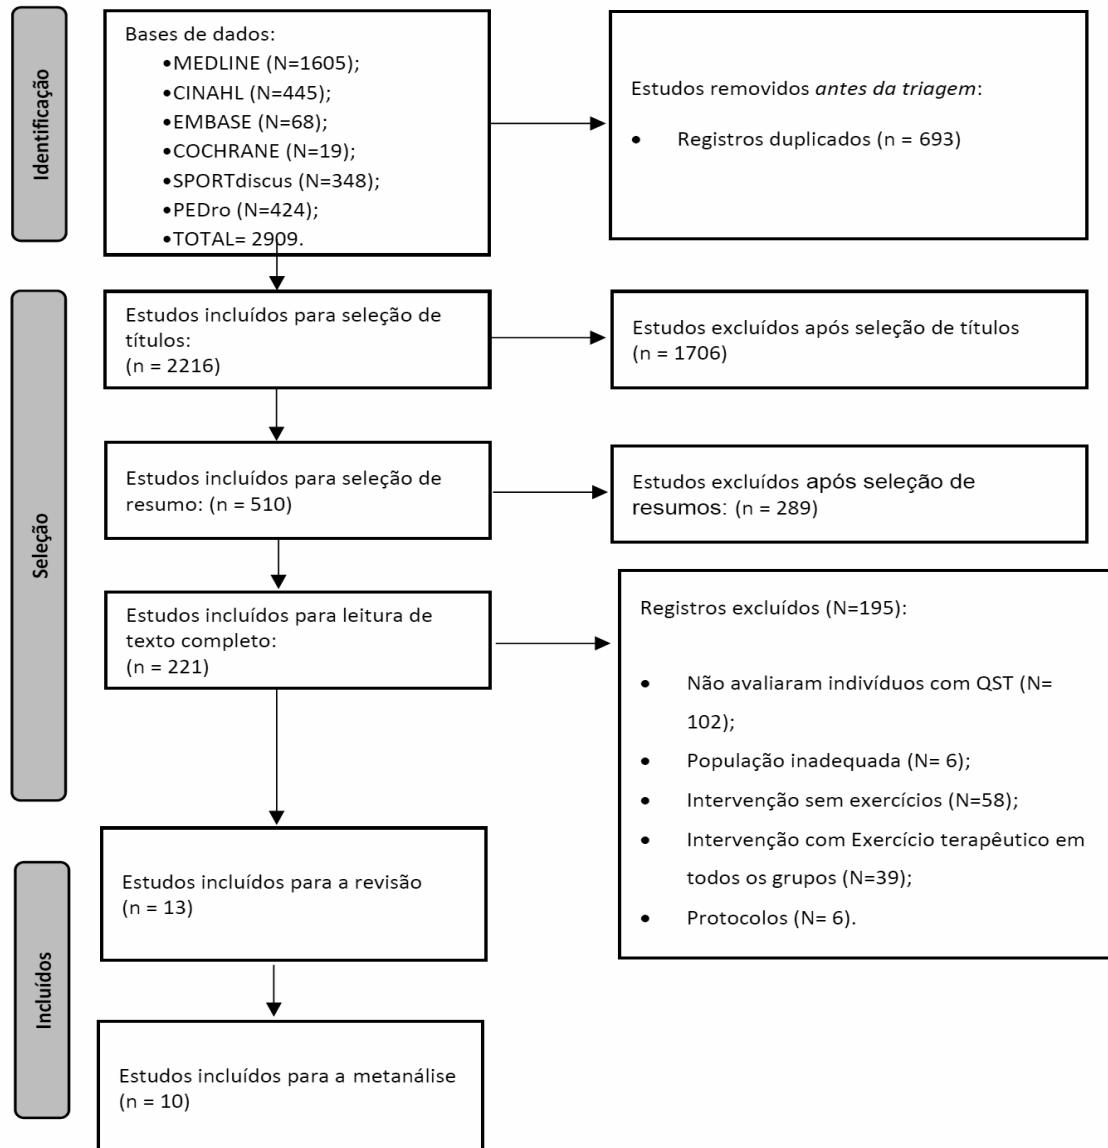 Identificação
Bases de dados:
•MEDLINE (N=1605);
•CINAHL (N=445);
•EMBASE (N=68);
•COCHRANE (N=19);
•SPORTdiscus (N=348);
•PEDro (N=424);
•TOTAL= 2909.
Estudos removidos antes da triagem:
• Registros duplicados (n = 693)
Seleção
Estudos incluídos para seleção de
títulos:
(n = 2216)
Estudos excluídos após seleção de títulos
(n = 1706)
Estudos incluídos para seleção de
resumo: (n = 510)
Estudos excluídos após seleção de
resumos: (n = 289)
Estudos incluídos para leitura de
texto completo:
(n = 221)
Registros excluídos (N=195):
• Não avaliaram indivíduos com QST (N=
102);
• População inadequada (N= 6);
• Intervenção sem exercícios (N=58);
• Intervenção com Exercício terapêutico em
todos os grupos (N=39);
• Protocolos (N= 6).
Incluídos
Estudos incluídos para a revisão
(n = 13)
Estudos incluídos para a metanálise
(n = 10)